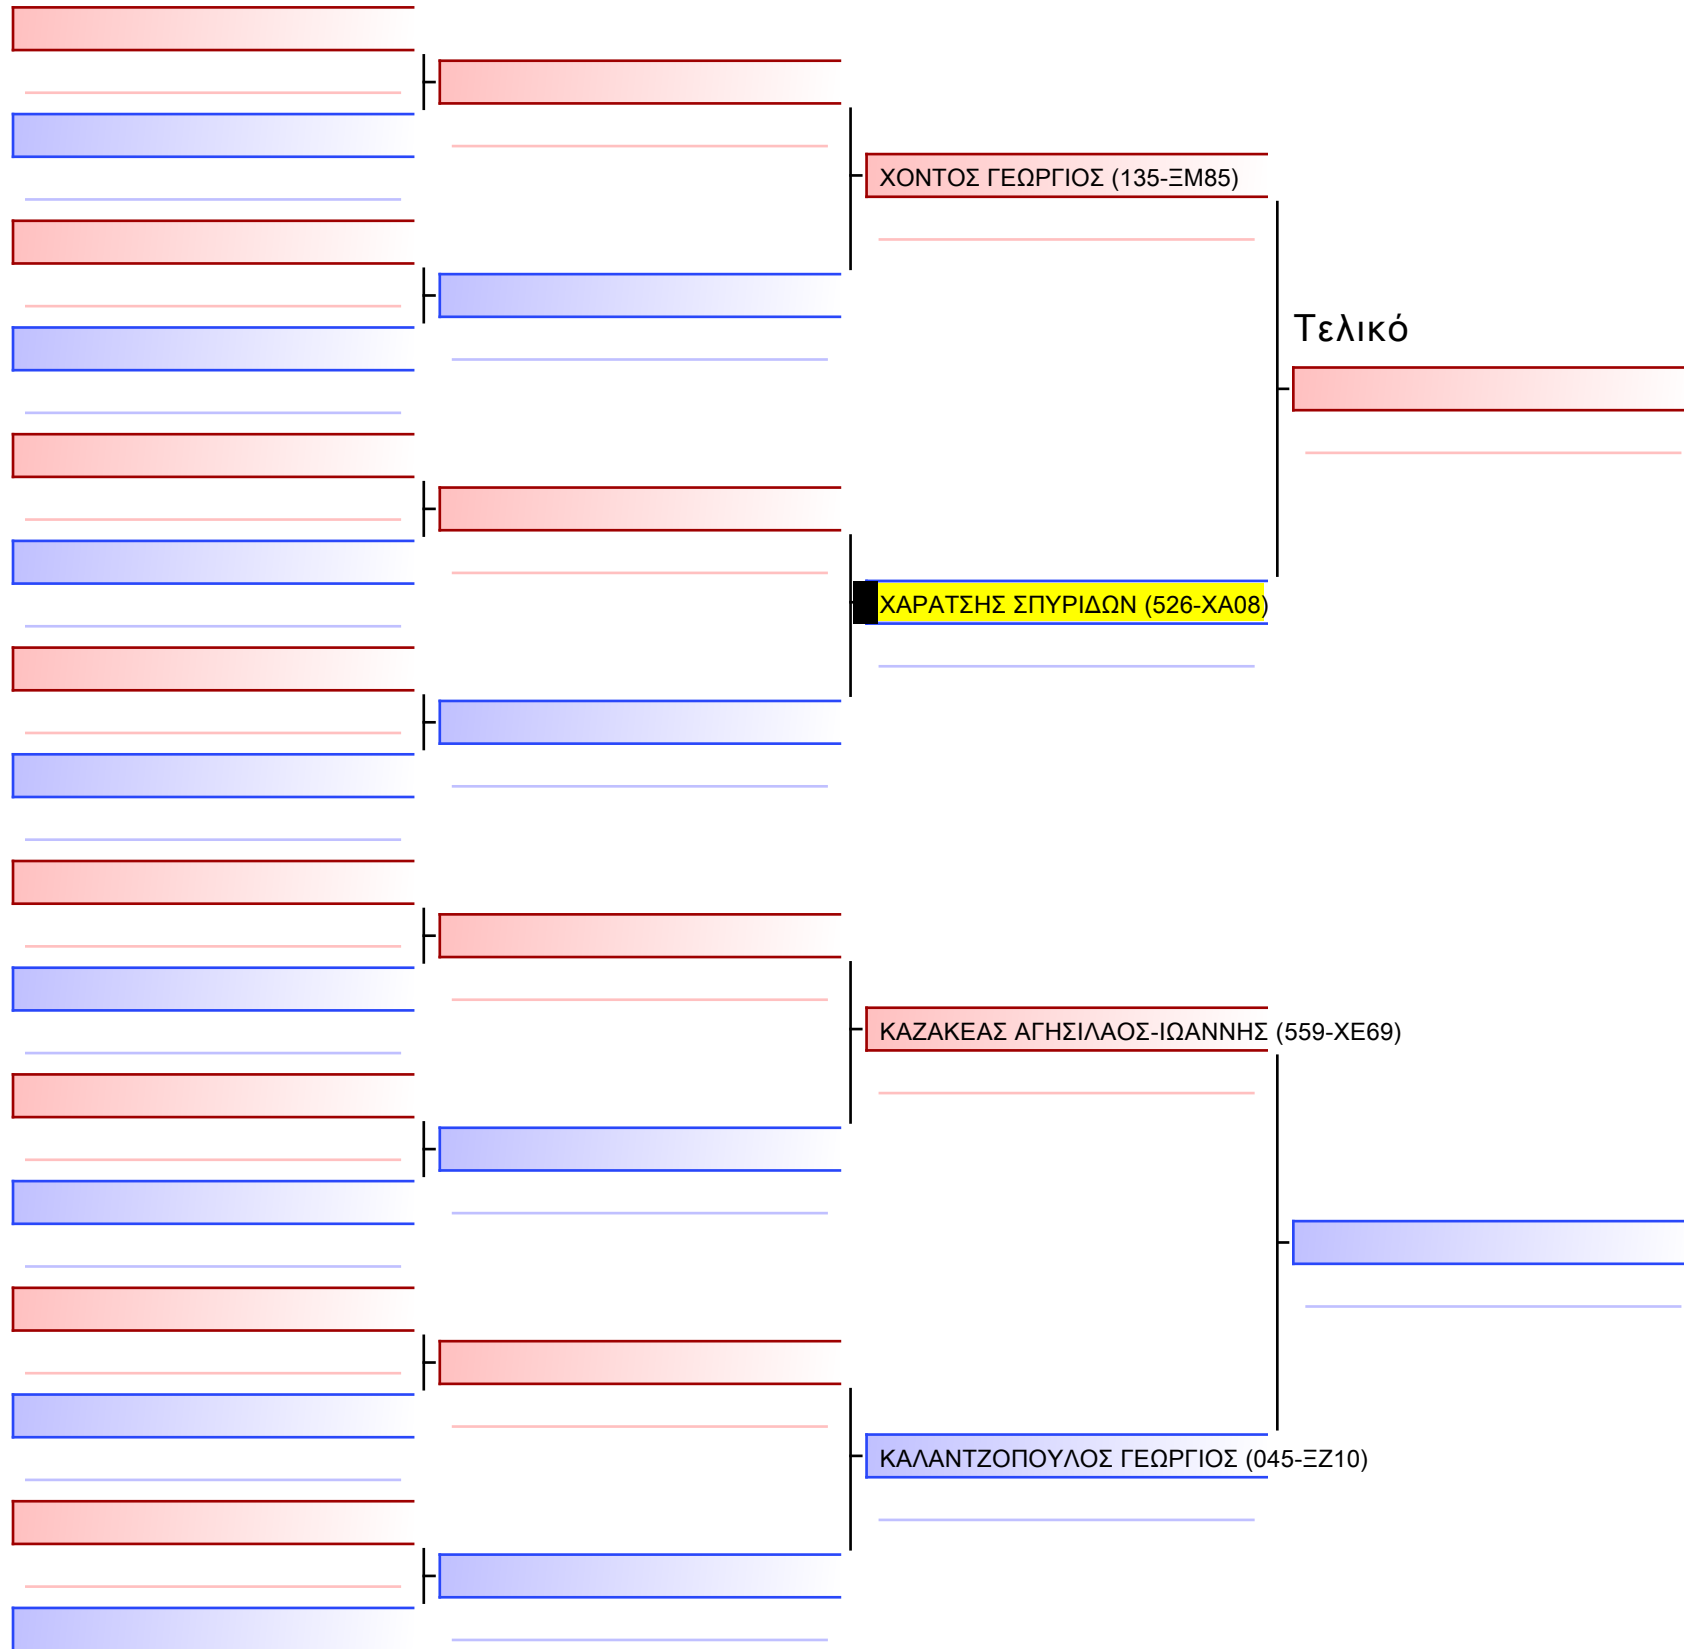 ΧΟΝΤΟΣ ΓΕΩΡΓΙΟΣ (135-ΞΜ85)
Τελικό
ΧΑΡΑΤΣΗΣ ΣΠΥΡΙΔΩΝ (526-ΧΑ08)
ΚΑΖΑΚΕΑΣ ΑΓΗΣΙΛΑΟΣ-ΙΩΑΝΝΗΣ (559-ΧΕ69)
ΚΑΛΑΝΤΖΟΠΟΥΛΟΣ ΓΕΩΡΓΙΟΣ (045-ΞΖ10)